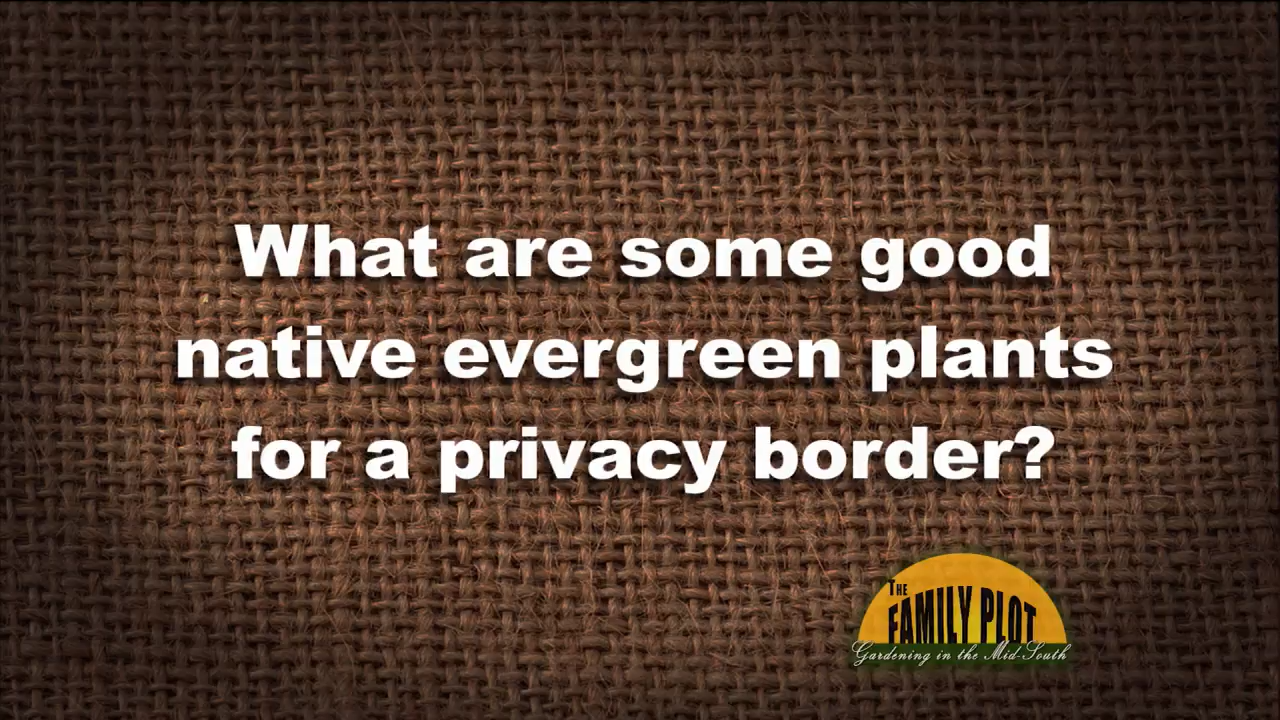 What are some good
native evergreen plants
for a privacy border?
THE
FAMILY PLOT
Gardening in the Mid-South